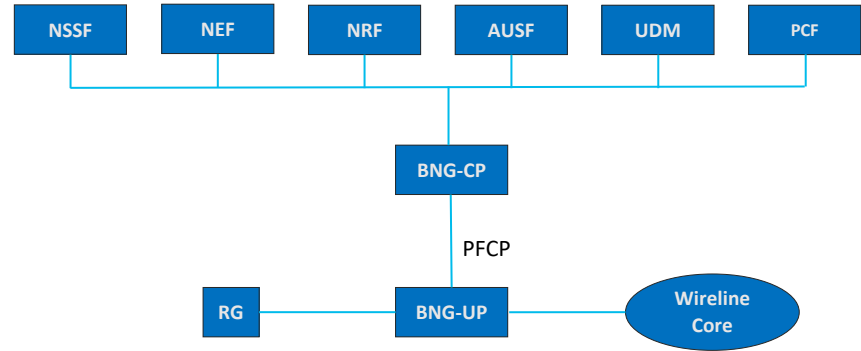 NSSF
NEF
NRF
AUSF
UDM
PCF
BNG-CP
PFCP
RG
BNG-UP
Wireline
Core